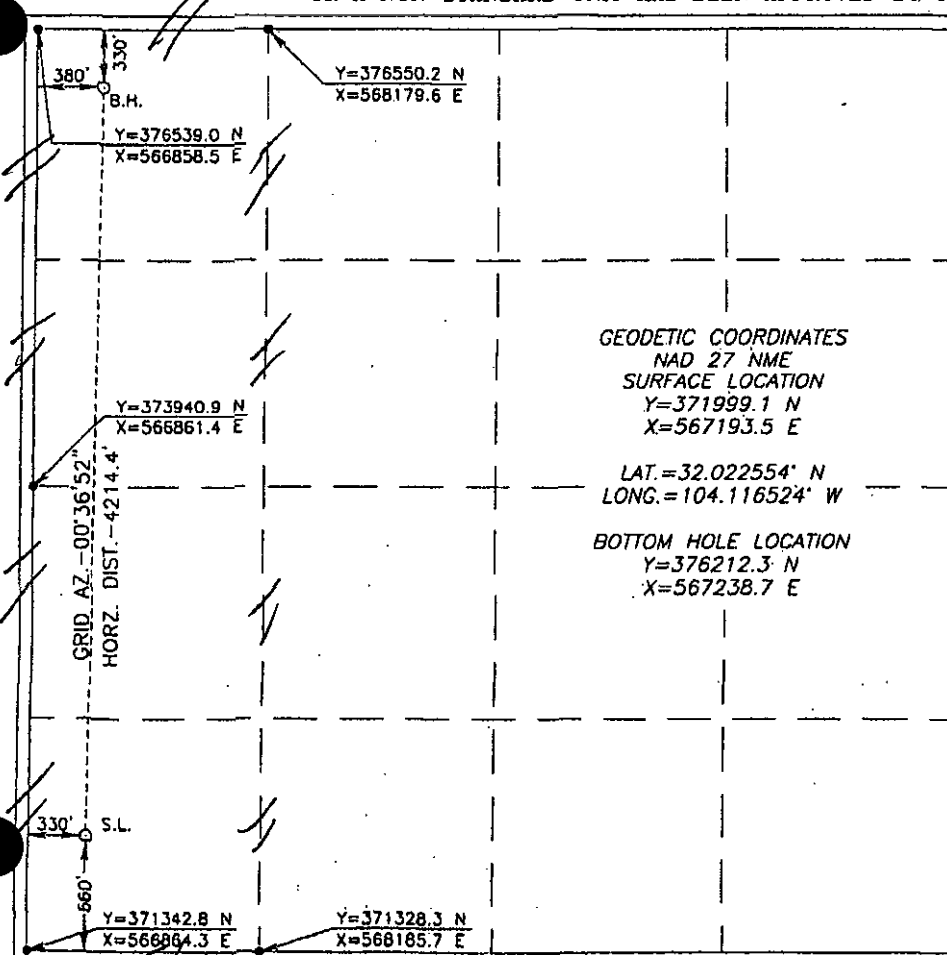 330'
380'
B.H.
Y=376550.2 N
X=568179.6 E
Y=376539.0 N
X=566858.5 E
GEODETIC COORDINATES
NAD 27 NME
SURFACE LOCATION
Y=371999.1 N
X=567193.5 E
LAT.=32.022554° N
LONG.=104.116524° W
BOTTOM HOLE LOCATION
Y=376212.3 N
X=567238.7 E
Y=373940.9 N
X=566861.4 E
GRID AZ.-00°36'52"
HORZ. DIST.-4214.4'
330'
S.L.
660'
Y=371342.8 N
X=566864.3 E
Y=371328.3 N
X=568185.7 E